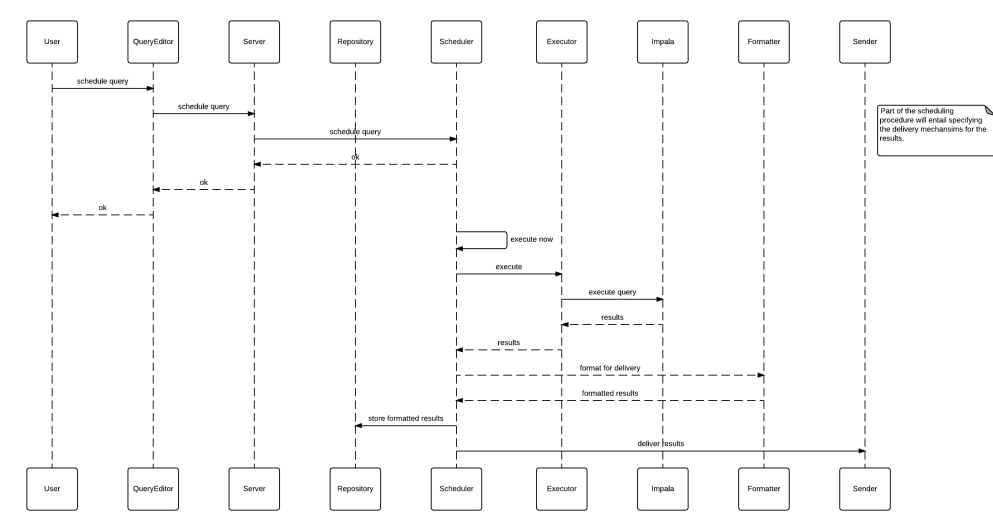 User
QueryEditor
Server
Repository
Scheduler
Executor
Impala
Formatter
Sender
schedule query
schedule query
Part of the scheduling
procedure will entail specifying
the delivery mechansims for the
results.
schedule query
ok
ok
ok
execute now
execute
execute query
results
results
format for delivery
formatted results
store formatted results
deliver results
User
QueryEditor
Server
Repository
Scheduler
Executor
Impala
Formatter
Sender